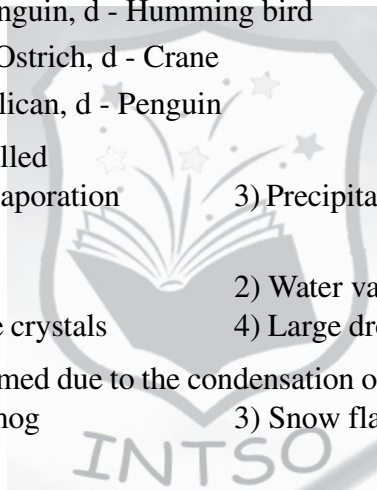 nguin, d - Humming bird
Ostrich, d - Crane
lican, d - Penguin
lled
aporation 3) Precipita
2) Water va
e crystals 4) Large dro
med due to the condensation o
nog 3) Snow fla
INTSO